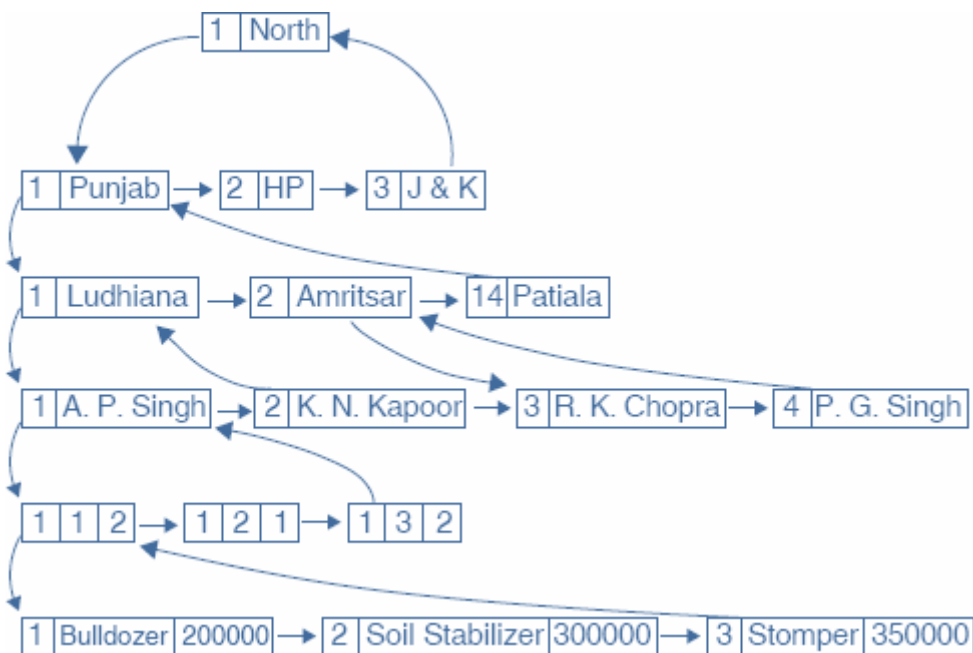 1 North
1 Punjab 2 HP 3 J & K
1 Ludhiana 2 Amritsar 14 Patiala
1 A. P. Singh 2 K. N. Kapoor 3 R. K. Chopra 4 P. G. Singh
1 1 2 1 2 1 1 3 2
1 Bulldozer 200000 2 Soil Stabilizer 300000 3 Stomper 350000